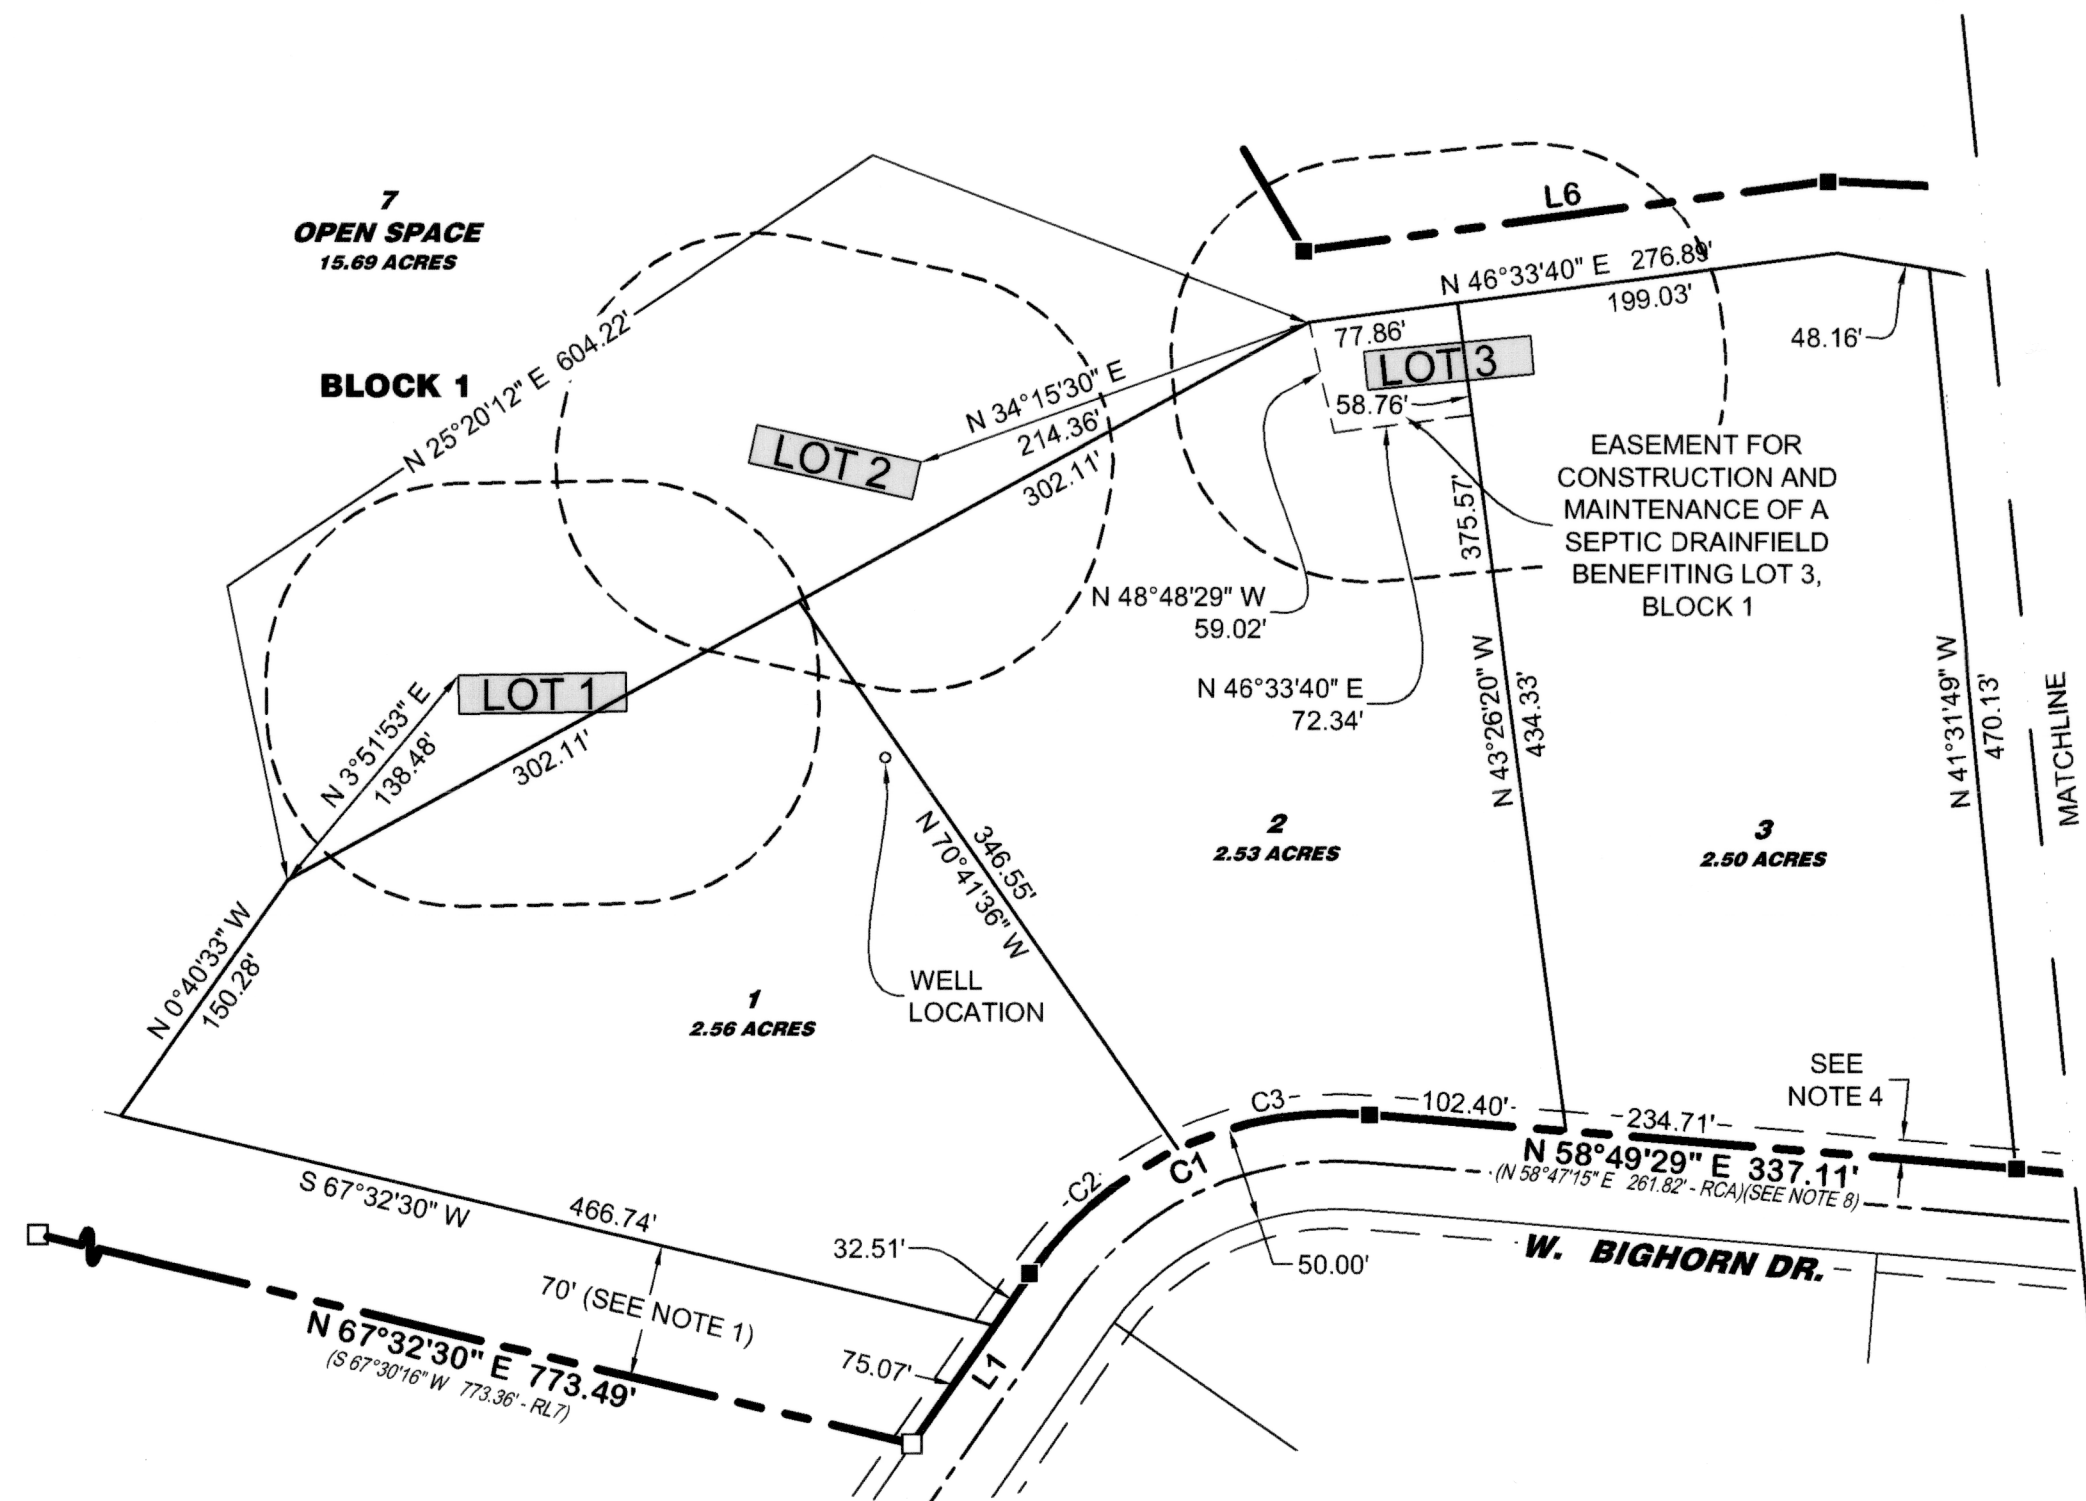 7
OPEN SPACE
15.69 ACRES
BLOCK 1
N 25°20'12" E 604.22'
L6
N 46°33'40" E 276.89'
77.86'
199.03'
48.16'
LOT 3
58.76'
N 34°15'30" E
214.36'
302.11'
LOT 2
EASEMENT FOR
CONSTRUCTION AND
MAINTENANCE OF A
SEPTIC DRAINFIELD
BENEFITING LOT 3,
BLOCK 1
375.57'
N 48°48'29" W
59.02'
N 46°33'40" E
72.34'
N 43°26'20" W
434.33'
N 41°31'49" W
470.13'
MATCHLINE
LOT 1
N 3°51'53" E
138.48'
302.11'
2
2.53 ACRES
3
2.50 ACRES
346.55'
N 70°41'36" W
N 0°40'33" W
150.28'
WELL
LOCATION
1
2.56 ACRES
SEE
NOTE 4
C3
102.40'
234.71'
C1
C2
N 58°49'29" E 337.11'
(N 58°47'15" E 261.82' - RCA)(SEE NOTE 8)
S 67°32'30" W
466.74'
32.51'
50.00'
W. BIGHORN DR.
70' (SEE NOTE 1)
N 67°32'30" E 773.49'
(S 67°30'16" W 773.36' - RL7)
75.07'
L1